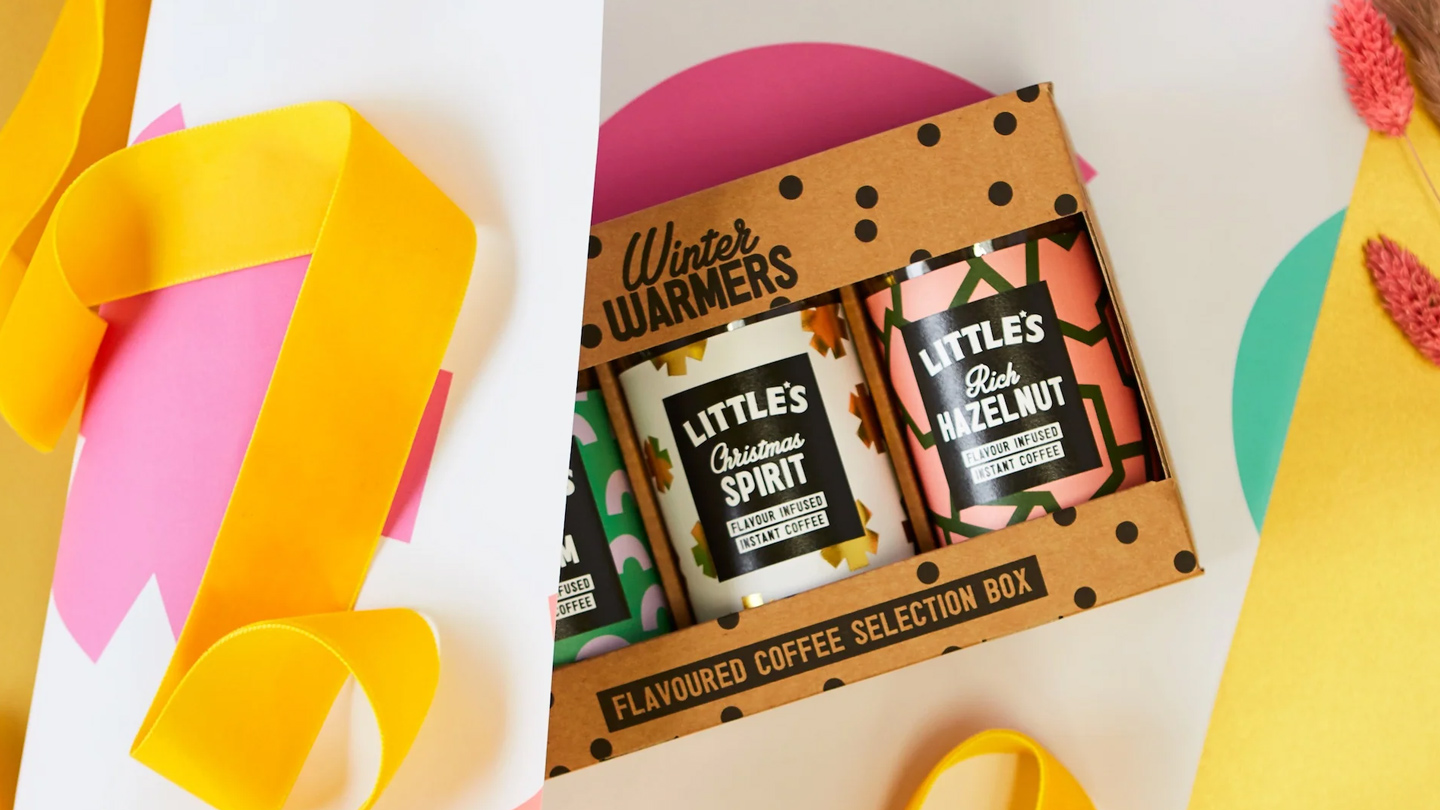 Winter
WARMERS
LITTLE'S
Christmas
SPIRIT
FLAVOUR INFUSED
INSTANT COFFEE
LITTLE'S
Rich
HAZELNUT
FLAVOUR INFUSED
INSTANT COFFEE
FLAVOURED COFFEE SELECTION BOX